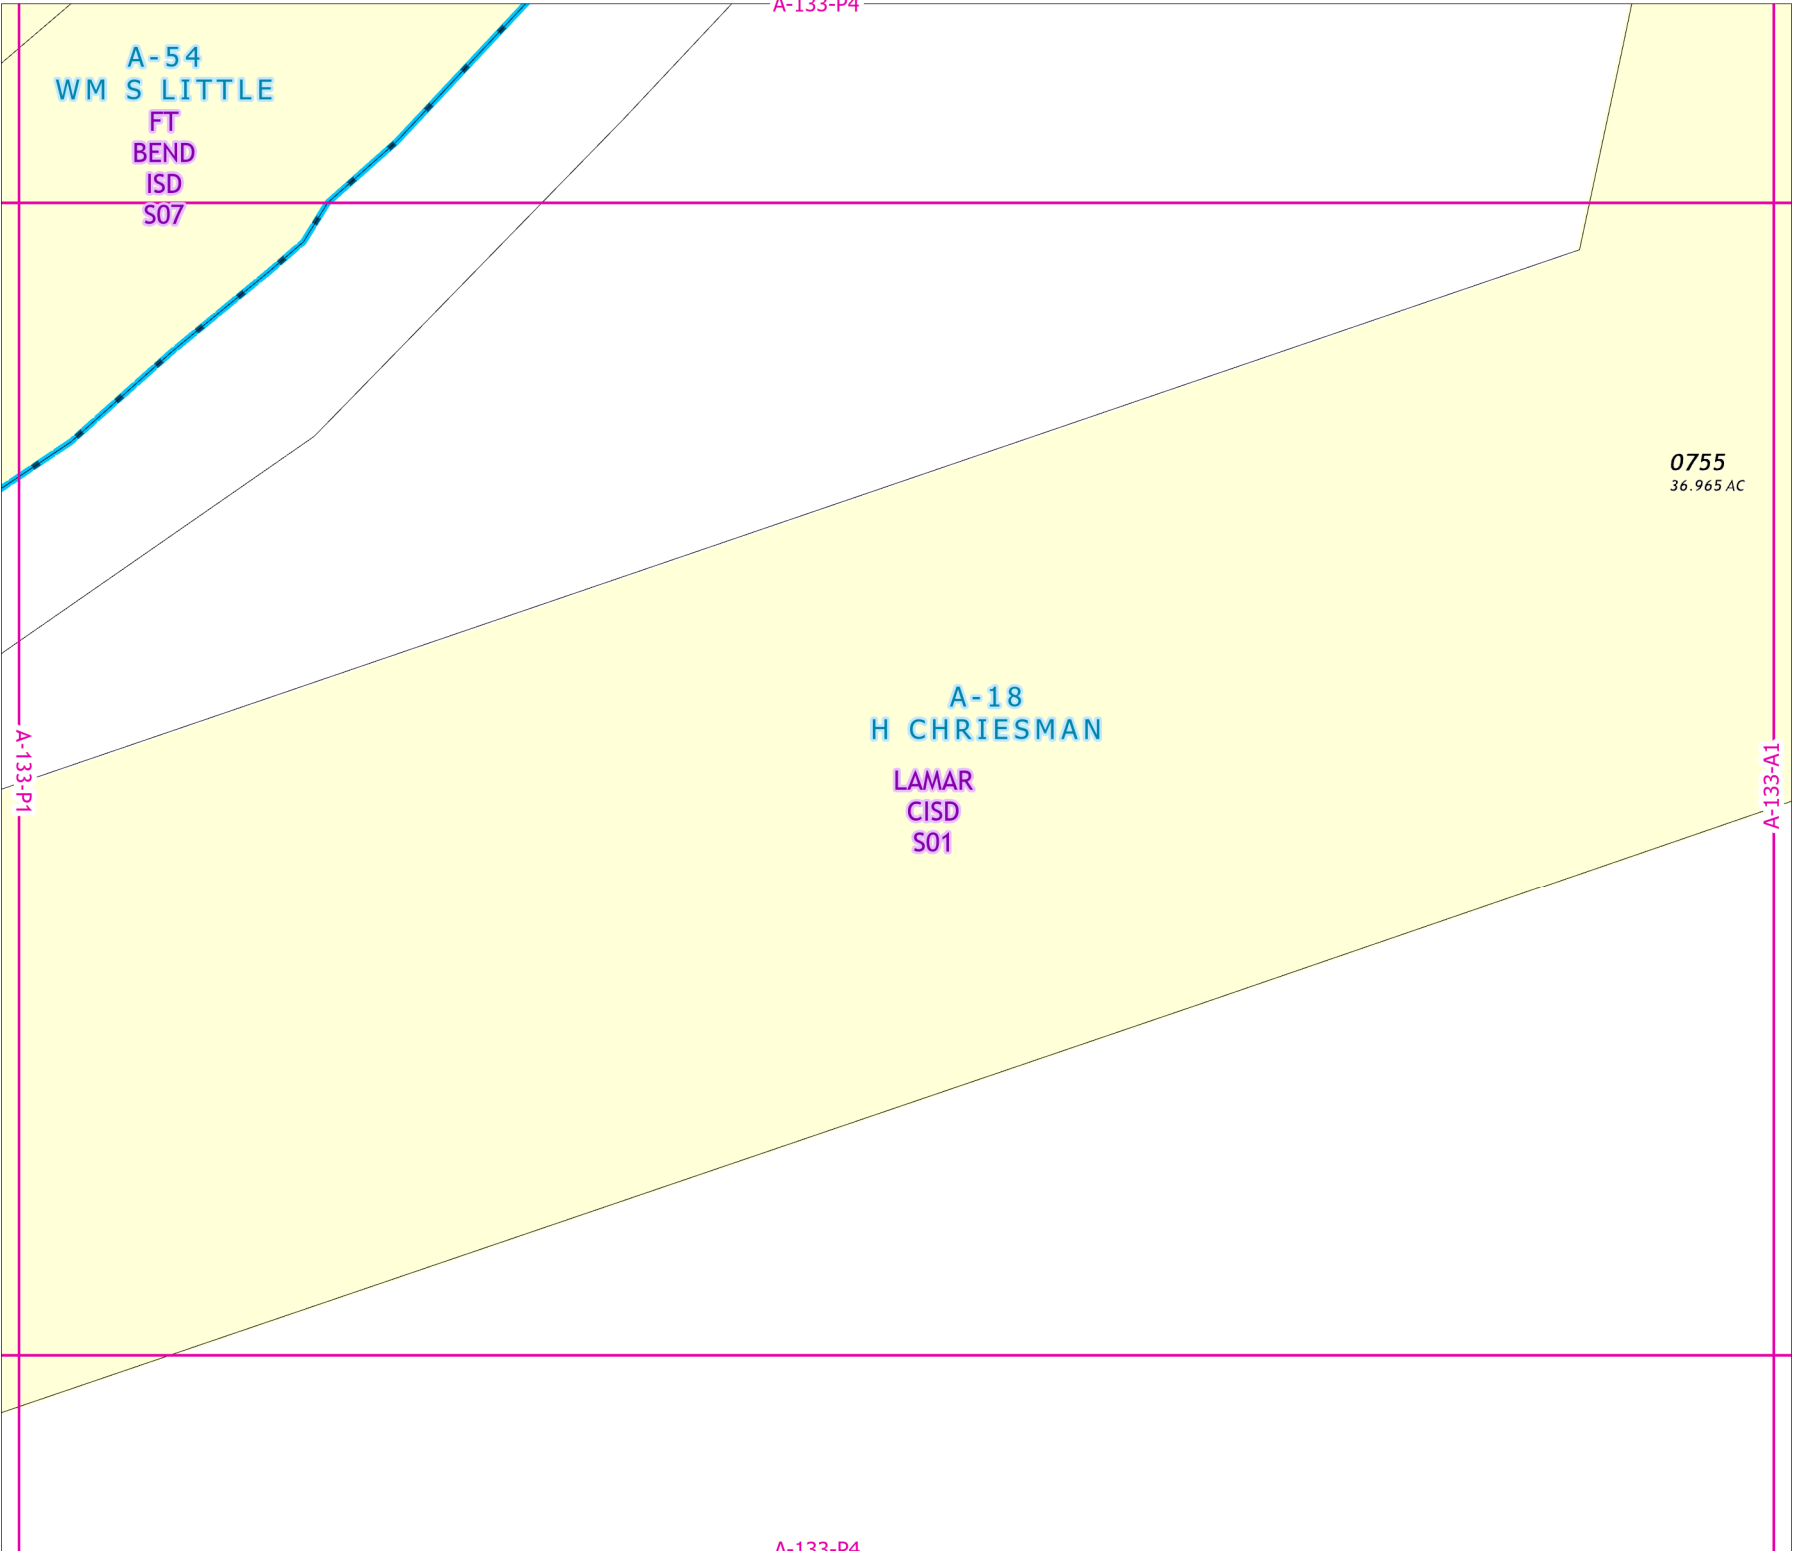 A-133-P4
A-54
WM S LITTLE
FT
BEND
ISD
S07
0755
36.965 AC
A-18
H CHRIESMAN
LAMAR
CISD
S01
A-133-P1
A-133-A1
A-133-P4